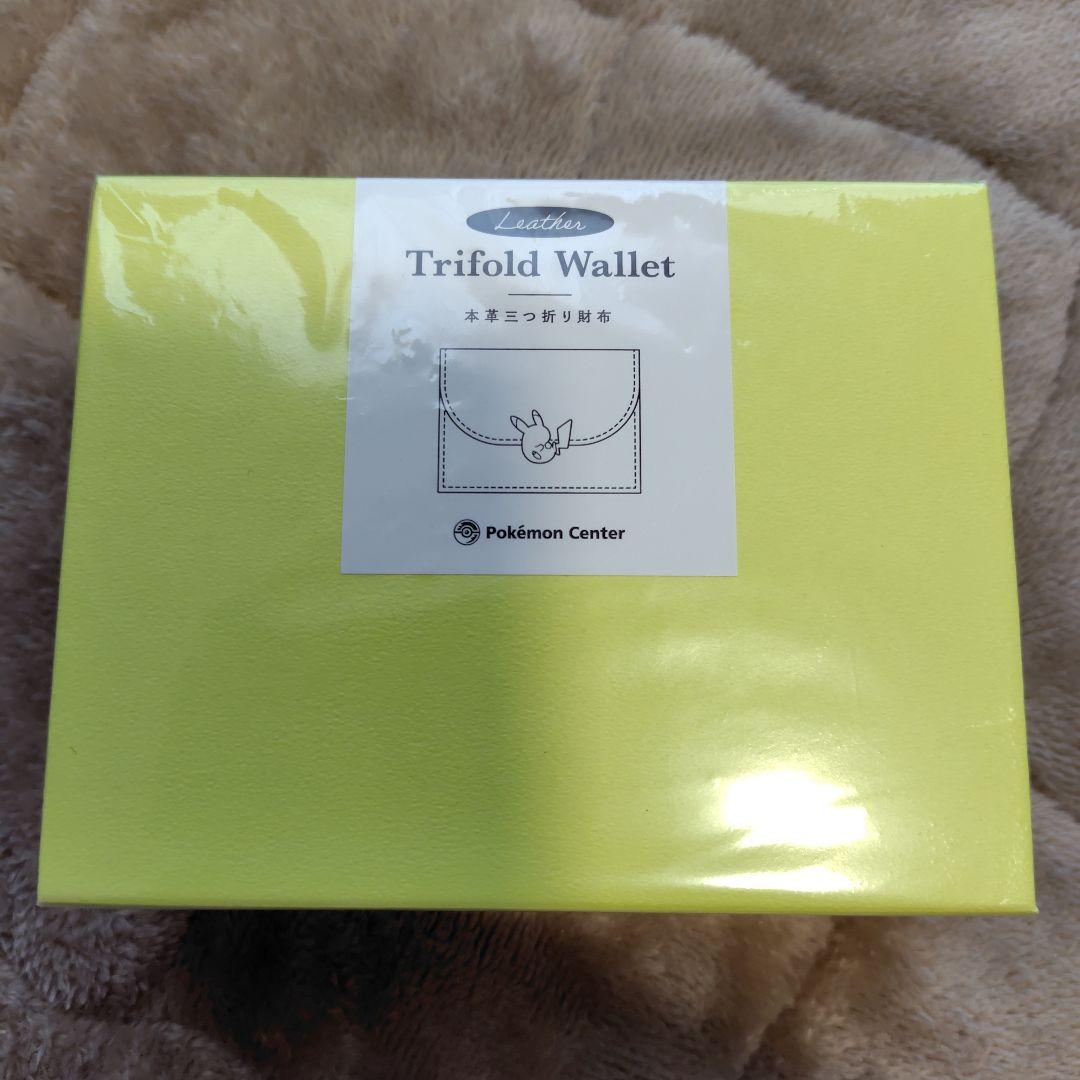 Leather
Trifold Wallet
本革三つ折り財布
Pokémon Center